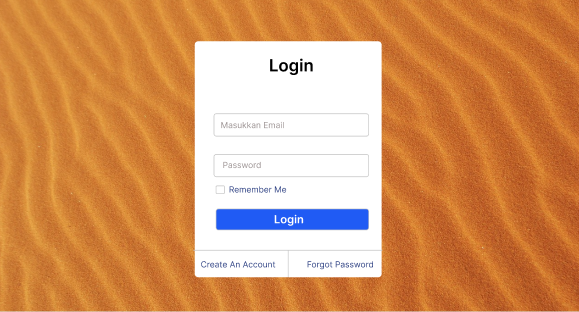 Login
Masukkan Email
Password
Remember Me
Login
Create An Account
Forgot Password